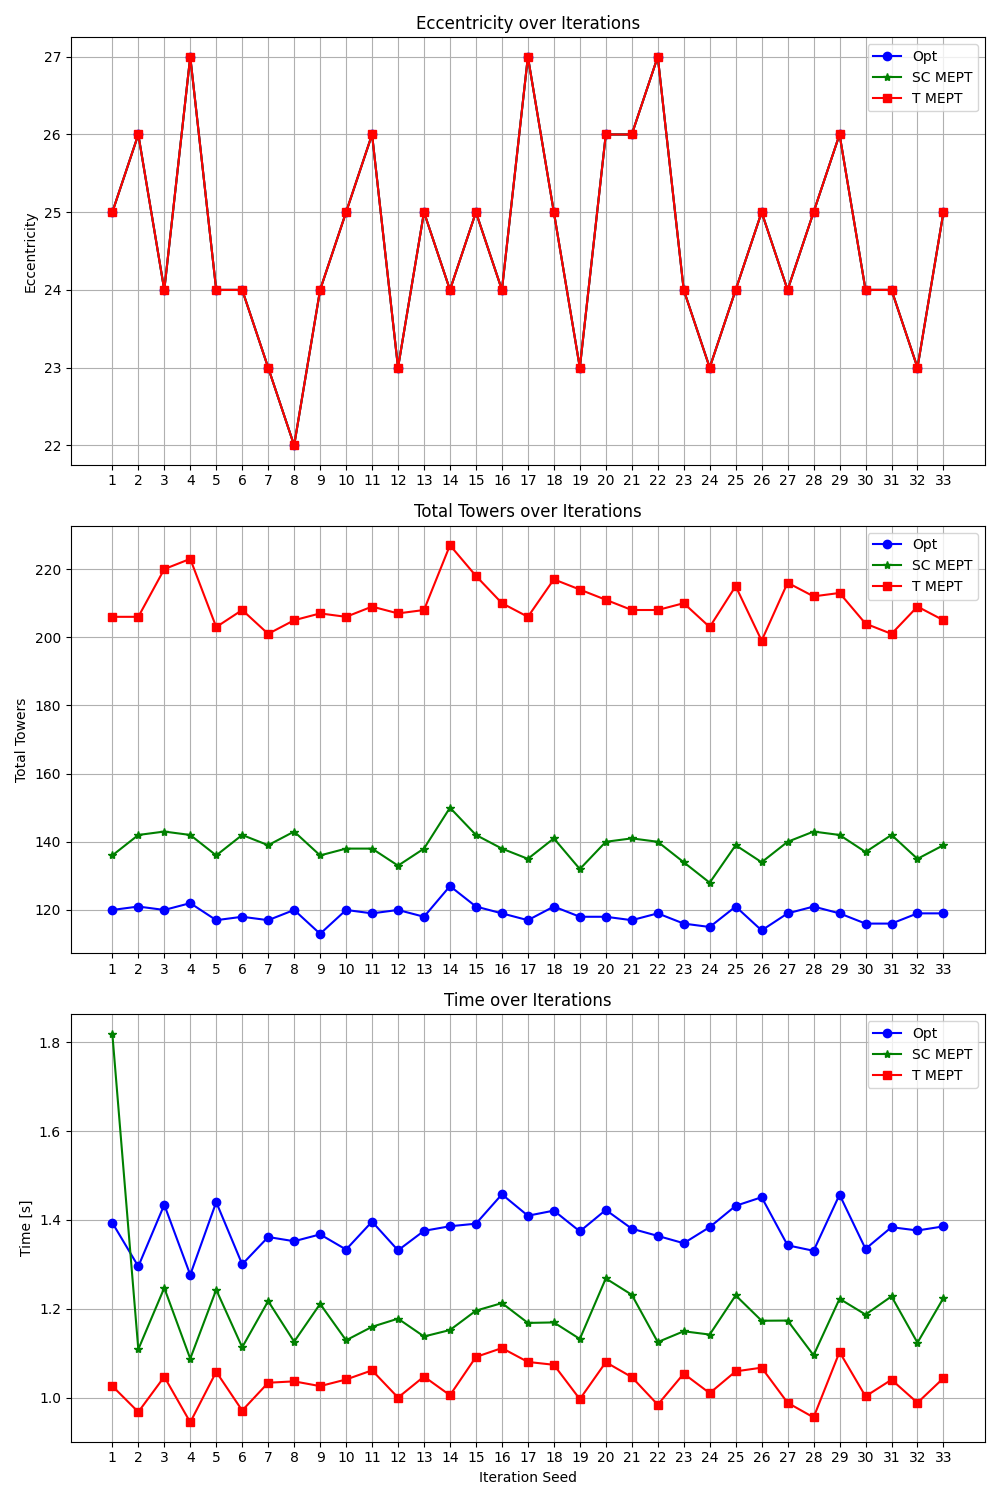 Eccentricity over Iterations
Eccentricity
27
26
25
24
23
22
Opt
SC MEPT
T MEPT
1 2 3 4 5 6 7 8 9 10 11 12 13 14 15 16 17 18 19 20 21 22 23 24 25 26 27 28 29 30 31 32 33
Total Towers over Iterations
Total Towers
220
200
180
160
140
120
Opt
SC MEPT
T MEPT
1 2 3 4 5 6 7 8 9 10 11 12 13 14 15 16 17 18 19 20 21 22 23 24 25 26 27 28 29 30 31 32 33
Time over Iterations
Time [s]
1.8
1.6
1.4
1.2
1.0
Opt
SC MEPT
T MEPT
1 2 3 4 5 6 7 8 9 10 11 12 13 14 15 16 17 18 19 20 21 22 23 24 25 26 27 28 29 30 31 32 33
Iteration Seed